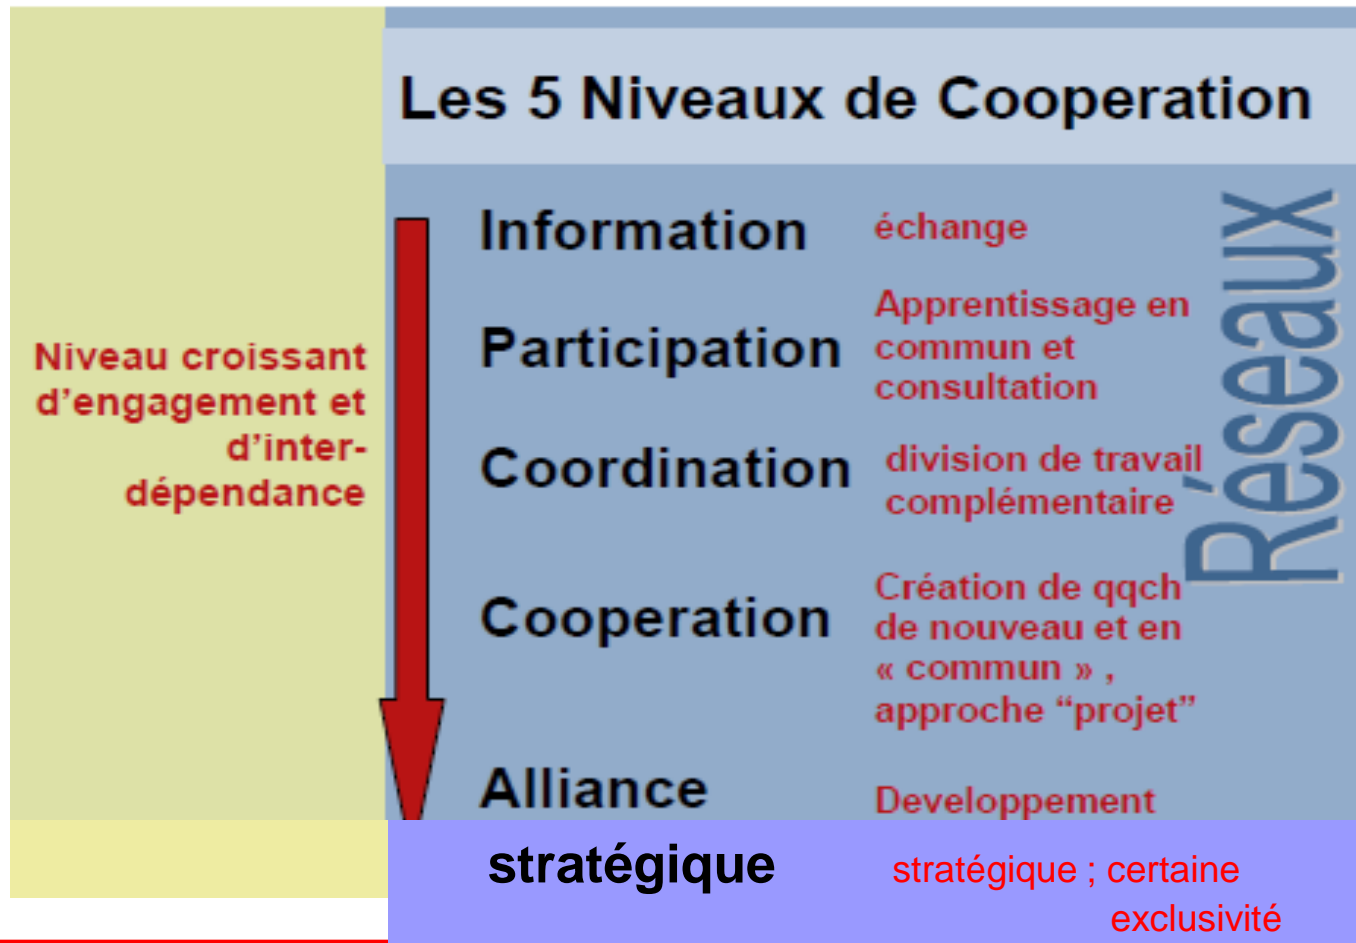 Les 5 Niveaux de Cooperation
Niveau croissant
d’engagement et
d’inter-
dépendance
Information
échange
Participation
Apprentissage en
commun et
consultation
Coordination
division de travail
complémentaire
Cooperation
Création de qqch
de nouveau et en
« commun » ,
approche “projet”
Alliance
stratégique
Developpement
stratégique ; certaine
exclusivité
Réseaux